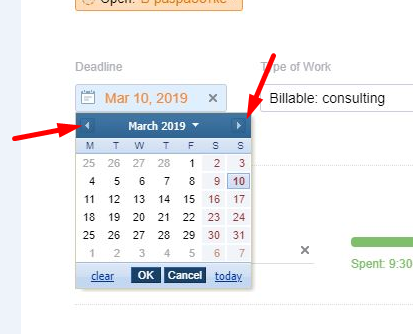 Open:
Deadline
Type of Work
Mar 10, 2019
Billable: consulting
March 2019
M T W T F S S
25 26 27 28 1 2 3
4 5 6 7 8 9 10
11 12 13 14 15 16 17
18 19 20 21 22 23 24
25 26 27 28 29 30 31
1 2 3 4 5 6 7
clear OK Cancel today
Spent: 9:30